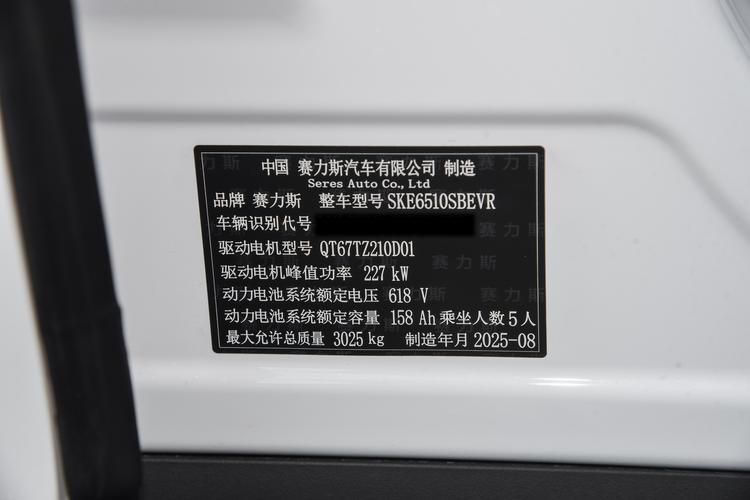 中国 赛力斯汽车有限公司 制造
Seres Auto Co., Ltd
品牌 赛力斯 整车型号 SKE6510SBEVR
车辆识别代号
驱动电机型号 QT67TZ210D01
驱动电机峰值功率 227 kW
动力电池系统额定电压 618 V
动力电池系统额定容量 158 Ah 乘坐人数 5 人
最大允许总质量 3025 kg 制造年月 2025-08